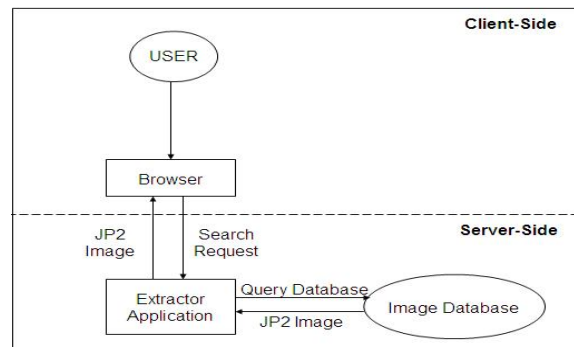 Client-Side
USER
Browser
Server-Side
JP2
Image
Search
Request
Extractor
Application
Query Database
JP2 Image
Image Database